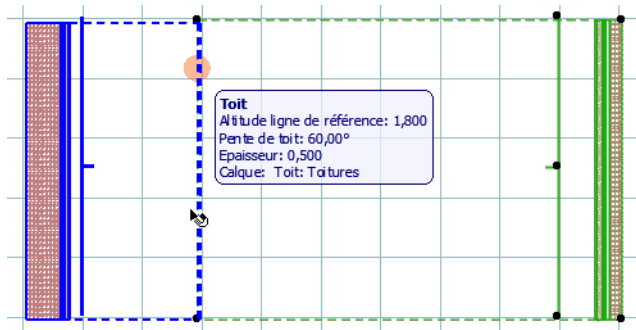 Toit
Altitude ligne de référence: 1,800
Pente de toit: 60,00°
Epaisseur: 0,500
Calque: Toit: Toitures